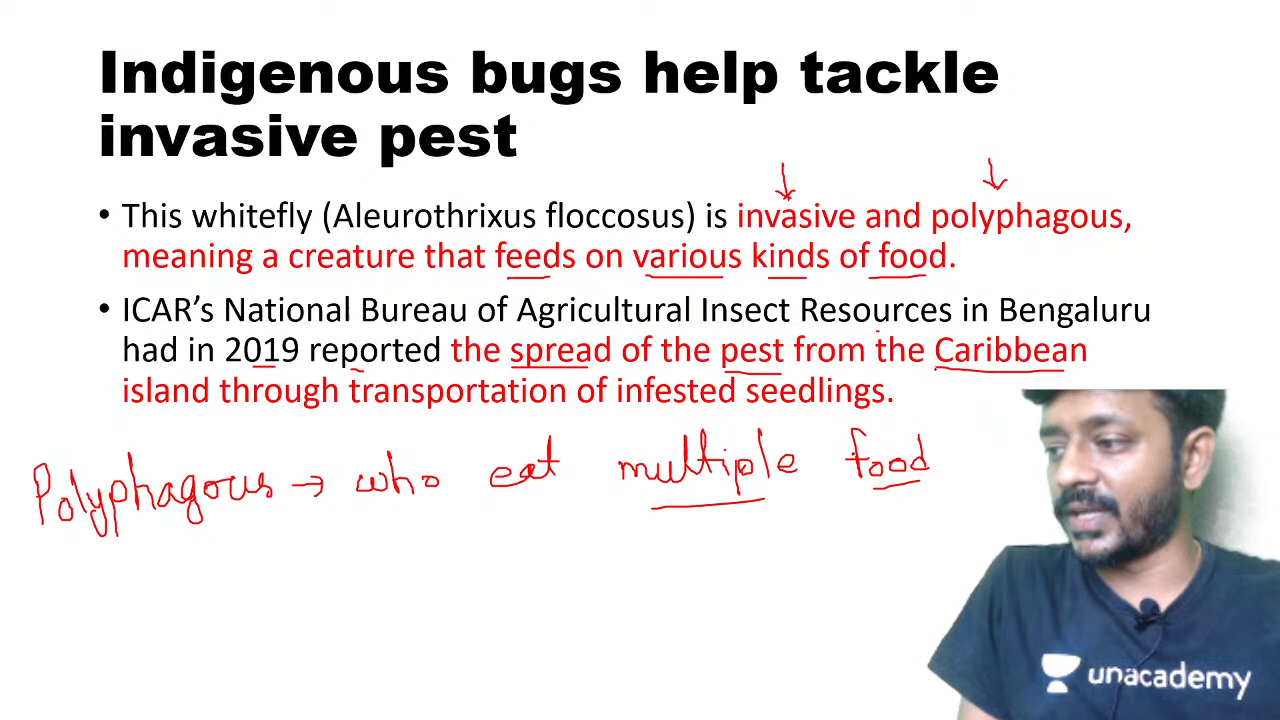 Indigenous bugs help tackle
invasive pest
• This whitefly (Aleurothrixus floccosus) is invasive and polyphagous,
meaning a creature that feeds on various kinds of food.
• ICAR’s National Bureau of Agricultural Insect Resources in Bengaluru
had in 2019 reported the spread of the pest from the Caribbean
island through transportation of infested seedlings.
Polyphagous → who eat multiple food
unacademy